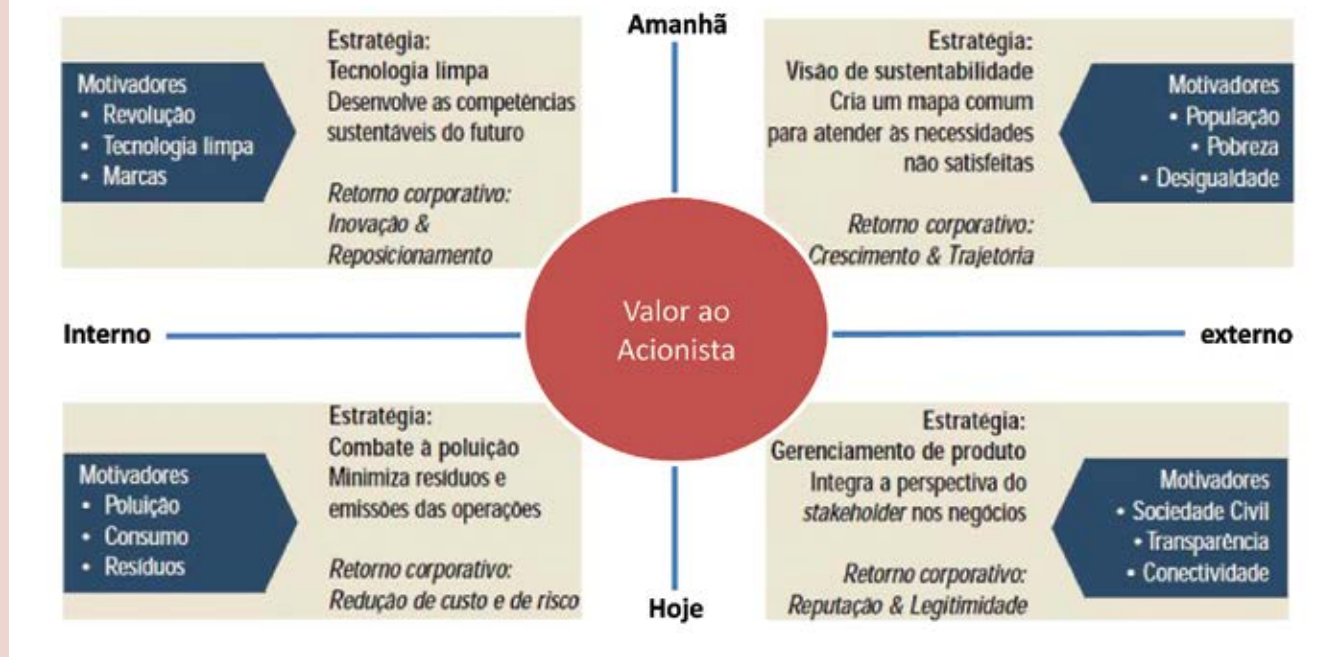 Amanhã
Motivadores
• Revolução
• Tecnologia limpa
• Marcas
Estratégia:
Tecnologia limpa
Desenvolve as competências
sustentáveis do futuro
Retorno corporativo:
Inovação &
Reposicionamento
Estratégia:
Visão de sustentabilidade
Cria um mapa comum
para atender às necessidades
não satisfeitas
Retorno corporativo:
Crescimento & Trajetória
Motivadores
• População
• Pobreza
• Desigualdade
Interno
Valor ao
Acionista
externo
Motivadores
• Poluição
• Consumo
• Resíduos
Estratégia:
Combate à poluição
Minimiza resíduos e
emissões das operações
Retorno corporativo:
Redução de custo e de risco
Estratégia:
Gerenciamento de produto
Integra a perspectiva do
stakeholder nos negócios
Retorno corporativo:
Reputação & Legitimidade
Motivadores
• Sociedade Civil
• Transparência
• Conectividade
Hoje